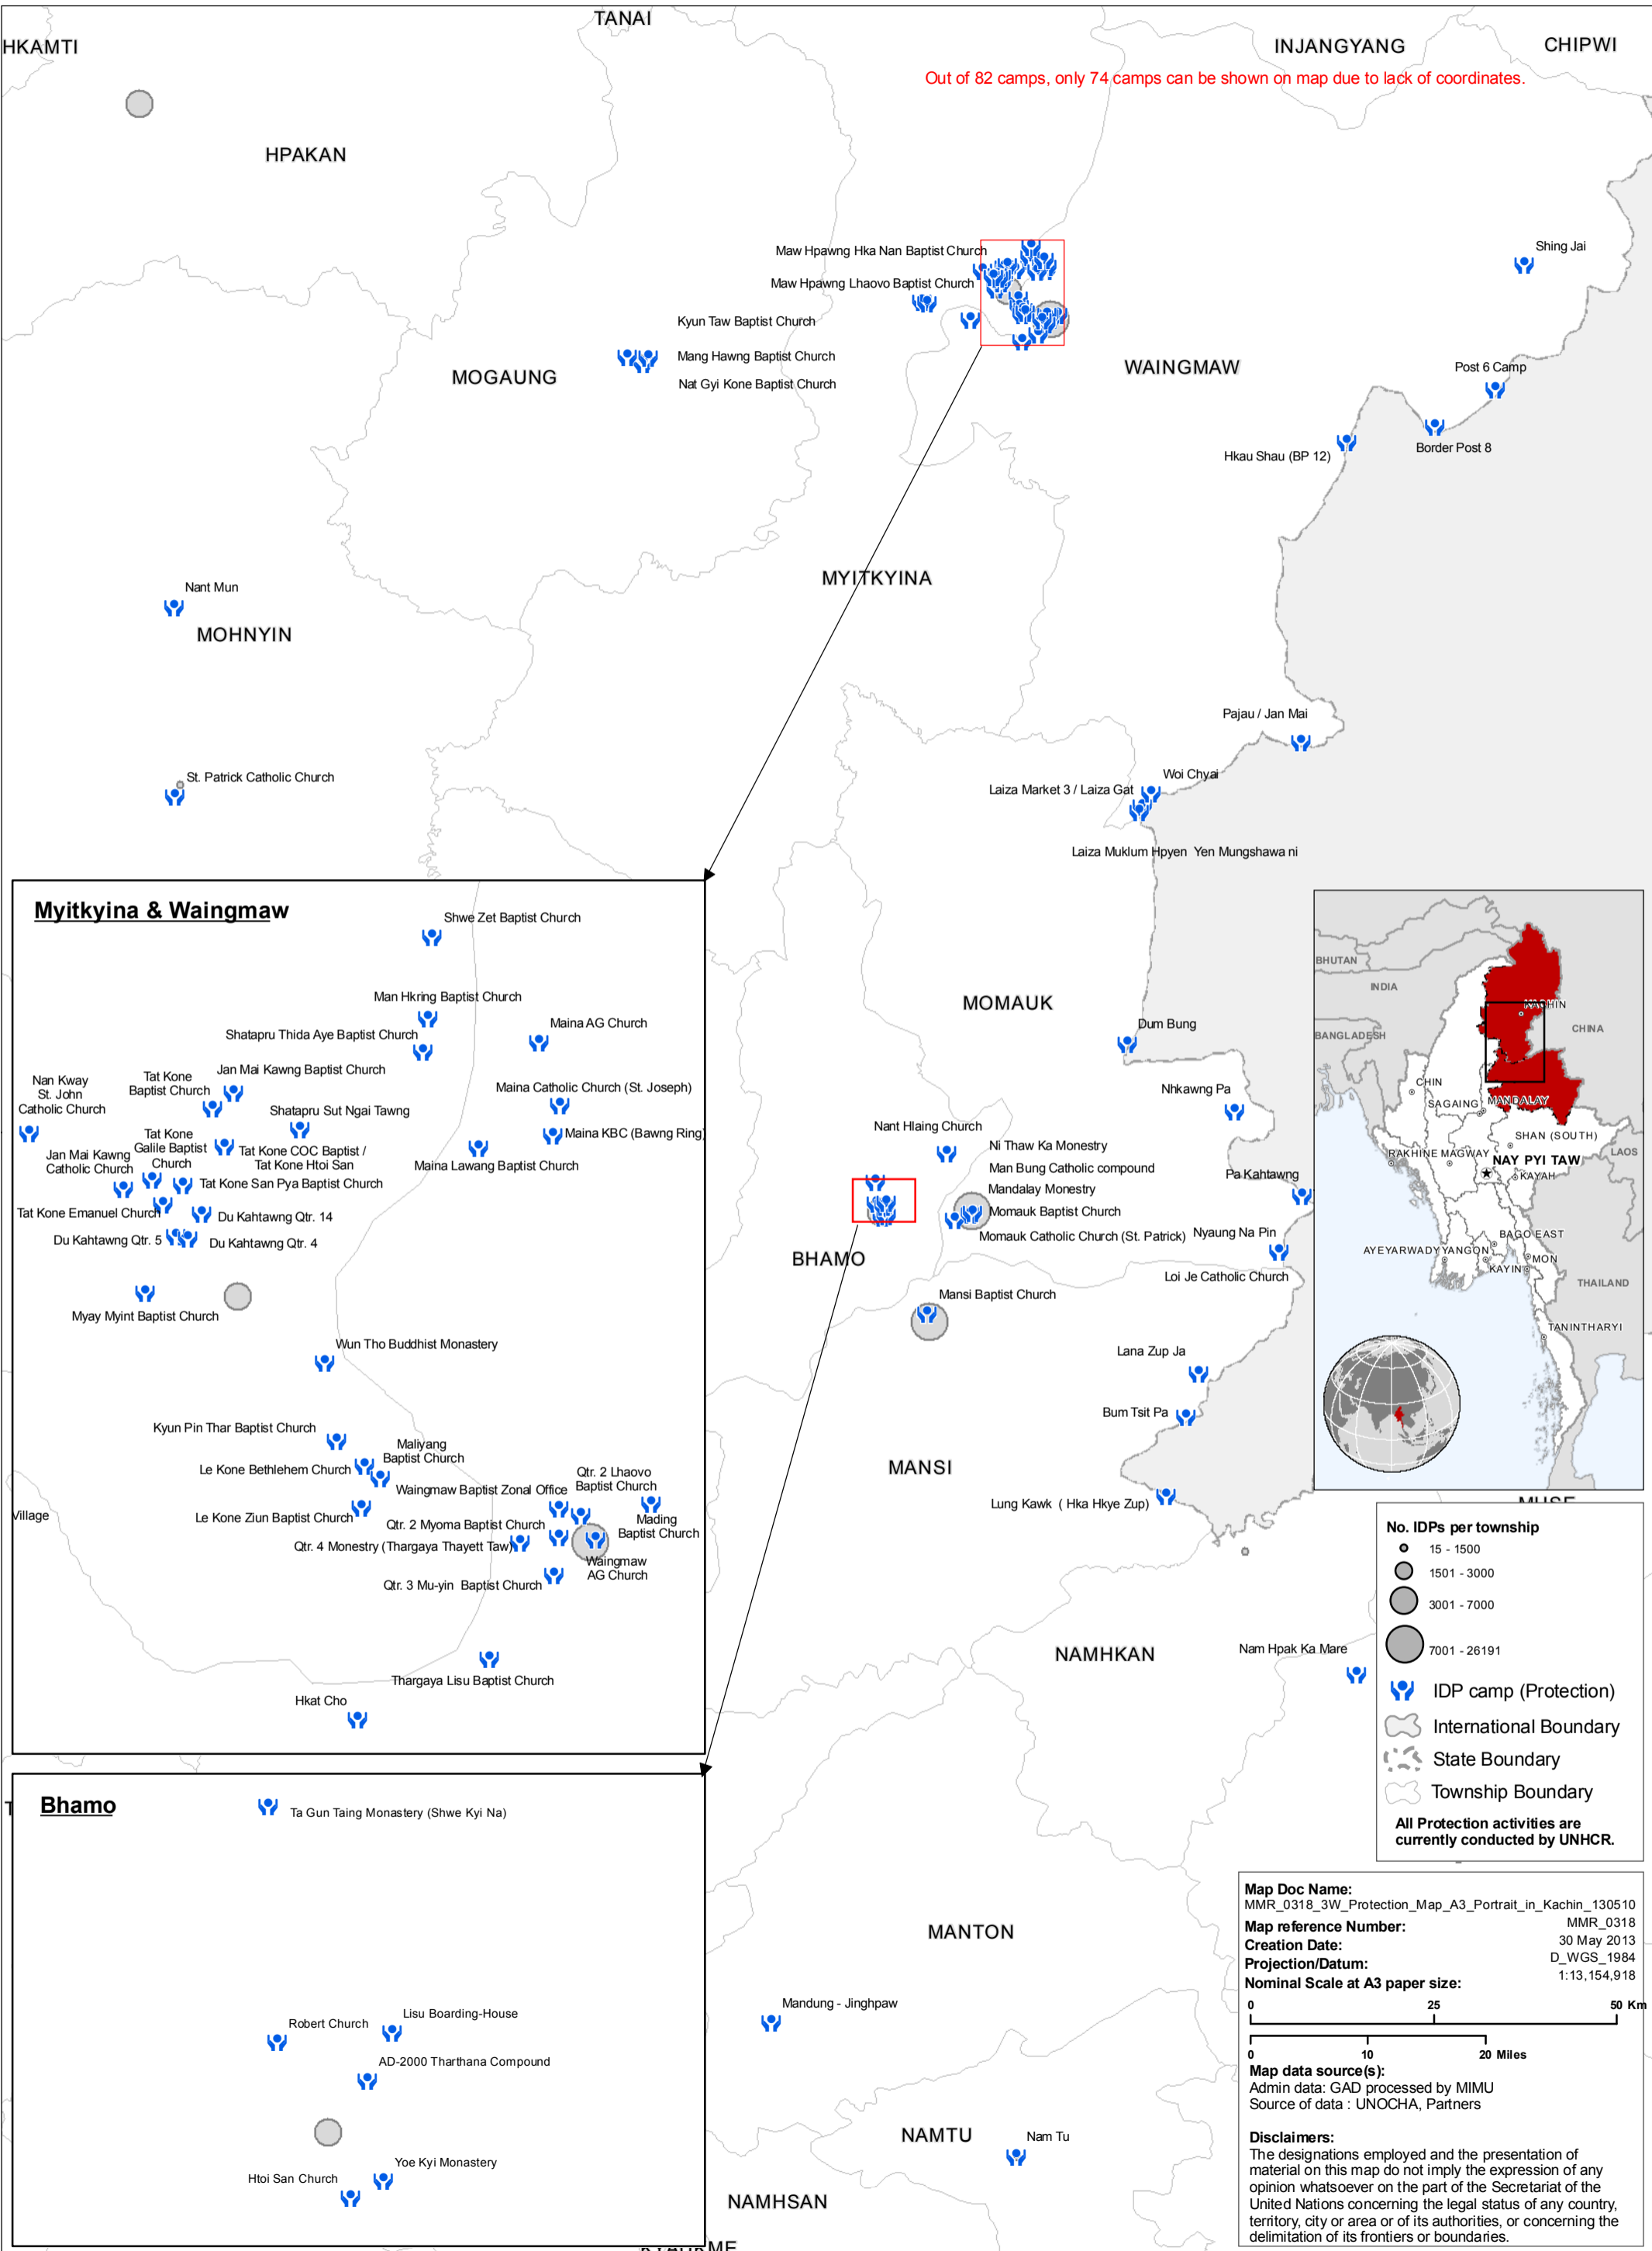 TANAI
HKAMTI
INJANGYANG
CHIPWI
Out of 82 camps, only 74 camps can be shown on map due to lack of coordinates.
HPAKAN
Maw Hpawng Hka Nan Baptist Church
Shing Jai
Maw Hpawng Lhaovo Baptist Church
Kyun Taw Baptist Church
Mang Hawng Baptist Church
Nat Gyi Kone Baptist Church
MOGAUNG
WAINGMAW
Post 6 Camp
Border Post 8
Hkau Shau (BP 12)
MYITKYINA
Nant Mun
MOHNYIN
Pajau / Jan Mai
St. Patrick Catholic Church
Woi Chyai
Laiza Market 3 / Laiza Gat
Laiza Muklum Hpyen Yen Mungshawa ni
MOMAUK
Dum Bung
Nhkawng Pa
Nant Hlaing Church
Ni Thaw Ka Monestry
Man Bung Catholic compound
Mandalay Monestry
Momauk Baptist Church
Momauk Catholic Church (St. Patrick)
Pa Kahtawng
Nyaung Na Pin
Loi Je Catholic Church
BHAMO
Mansi Baptist Church
Lana Zup Ja
Bum Tsit Pa
MANSI
Lung Kawk ( Hka Hkye Zup)
MUSE
NAMHKAN
Nam Hpak Ka Mare
MANTON
Mandung - Jinghpaw
NAMTU
Nam Tu
NAMHSAN
Myitkyina & Waingmaw
Shwe Zet Baptist Church
Man Hkring Baptist Church
Maina AG Church
Shatapru Thida Aye Baptist Church
Jan Mai Kawng Baptist Church
Tat Kone
Baptist Church
Nan Kway
St. John
Catholic Church
Maina Catholic Church (St. Joseph)
Shatapru Sut Ngai Tawng
Maina KBC (Bawng Ring)
Tat Kone
Galile Baptist
Church
Tat Kone COC Baptist /
Tat Kone Htoi San
Jan Mai Kawng
Catholic Church
Maina Lawang Baptist Church
Tat Kone San Pya Baptist Church
Tat Kone Emanuel Church
Du Kahtawng Qtr. 14
Du Kahtawng Qtr. 5
Du Kahtawng Qtr. 4
Myay Myint Baptist Church
Wun Tho Buddhist Monastery
Kyun Pin Thar Baptist Church
Maliyang
Baptist Church
Le Kone Bethlehem Church
Qtr. 2 Lhaovo
Baptist Church
Waingmaw Baptist Zonal Office
Le Kone Ziun Baptist Church
Village
Mading
Baptist Church
Qtr. 2 Myoma Baptist Church
Qtr. 4 Monestry (Thargaya Thayett Taw)
Waingmaw
AG Church
Qtr. 3 Mu-yin Baptist Church
Thargaya Lisu Baptist Church
Hkat Cho
Bhamo
Ta Gun Taing Monastery (Shwe Kyi Na)
Lisu Boarding-House
Robert Church
AD-2000 Tharthana Compound
Yoe Kyi Monastery
Htoi San Church
BHUTAN
INDIA
KACHIN
CHINA
BANGLADESH
CHIN
SAGAING
MANDALAY
SHAN (SOUTH)
RAKHINE
MAGWAY
NAY PYI TAW
LAOS
KAYAH
BAGO EAST
AYEYARWADY
YANGON
MON
KAYIN
THAILAND
TANINTHARYI
No. IDPs per township
15 - 1500
1501 - 3000
3001 - 7000
7001 - 26191
IDP camp (Protection)
International Boundary
State Boundary
Township Boundary
All Protection activities are
currently conducted by UNHCR.
Map Doc Name:
MMR_0318_3W_Protection_Map_A3_Portrait_in_Kachin_130510
Map reference Number: MMR_0318
Creation Date: 30 May 2013
Projection/Datum: D_WGS_1984
Nominal Scale at A3 paper size: 1:13,154,918
0 25 50 Km
0 10 20 Miles
Map data source(s):
Admin data: GAD processed by MIMU
Source of data : UNOCHA, Partners
Disclaimers:
The designations employed and the presentation of
material on this map do not imply the expression of any
opinion whatsoever on the part of the Secretariat of the
United Nations concerning the legal status of any country,
territory, city or area or of its authorities, or concerning the
delimitation of its frontiers or boundaries.